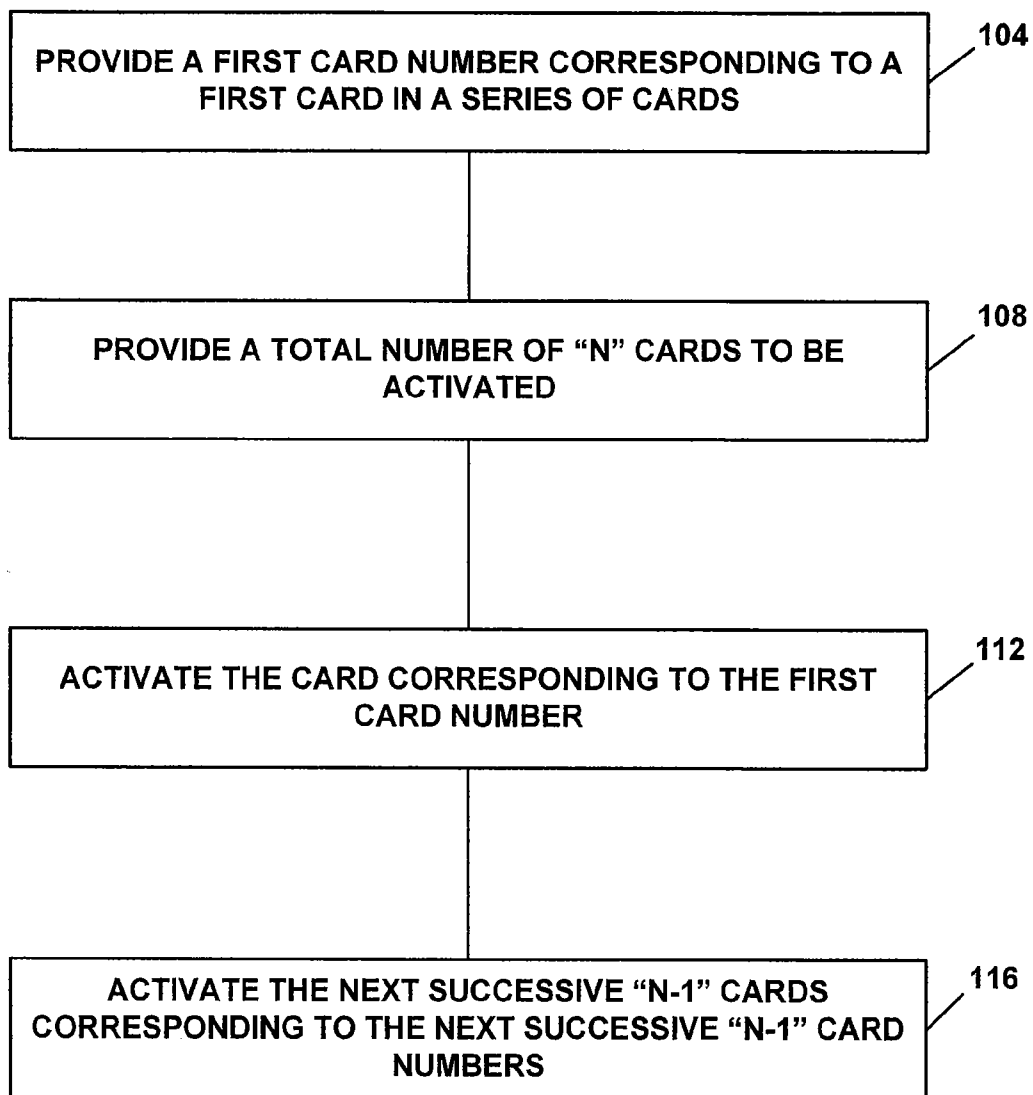 104
PROVIDE A FIRST CARD NUMBER CORRESPONDING TO A
FIRST CARD IN A SERIES OF CARDS
108
PROVIDE A TOTAL NUMBER OF “N” CARDS TO BE
ACTIVATED
112
ACTIVATE THE CARD CORRESPONDING TO THE FIRST
CARD NUMBER
116
ACTIVATE THE NEXT SUCCESSIVE “N-1” CARDS
CORRESPONDING TO THE NEXT SUCCESSIVE “N-1” CARD
NUMBERS